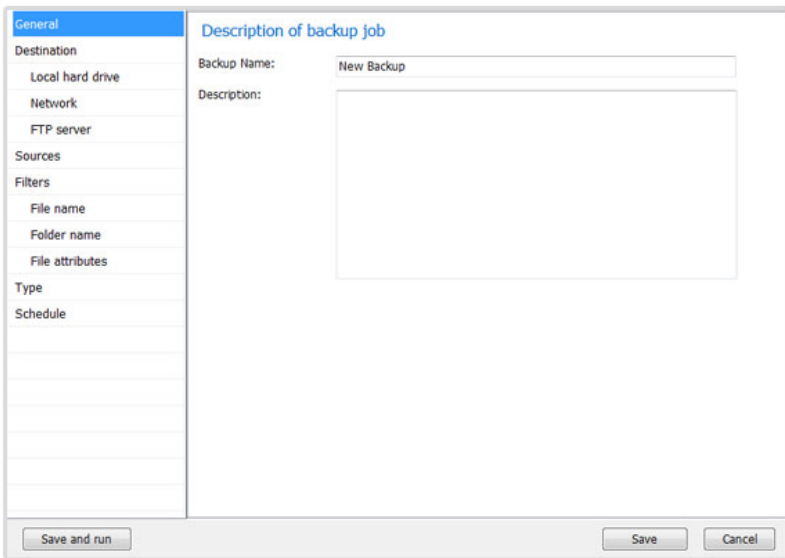 General
Destination
Local hard drive
Network
FTP server
Sources
Filters
File name
Folder name
File attributes
Type
Schedule
Description of backup job
Backup Name: New Backup
Description:
Save and run Save Cancel